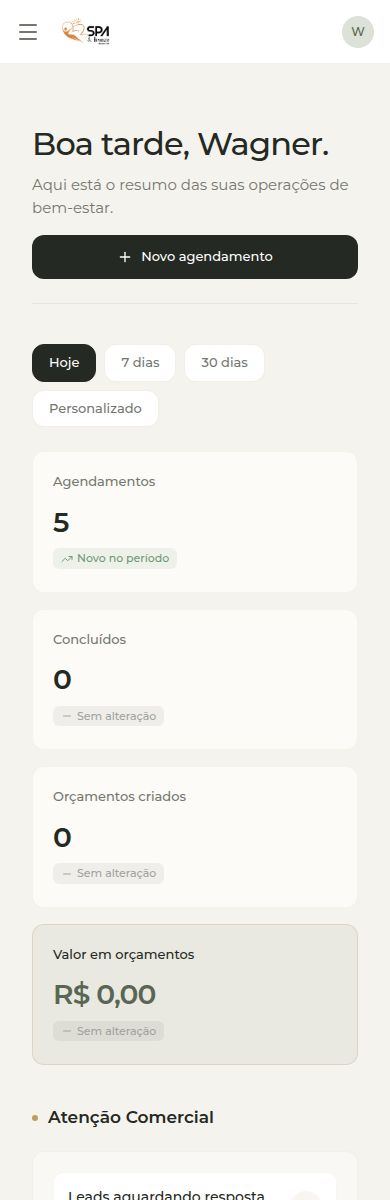 SPA
W
Boa tarde, Wagner.
Aqui está o resumo das suas operações de
bem-estar.
Novo agendamento
Hoje
7 dias
30 dias
Personalizado
Agendamentos
5
Novo no período
Concluídos
0
Sem alteração
Orçamentos criados
0
Sem alteração
Valor em orçamentos
R$ 0,00
Sem alteração
Atenção Comercial
Leads aguardando resposta